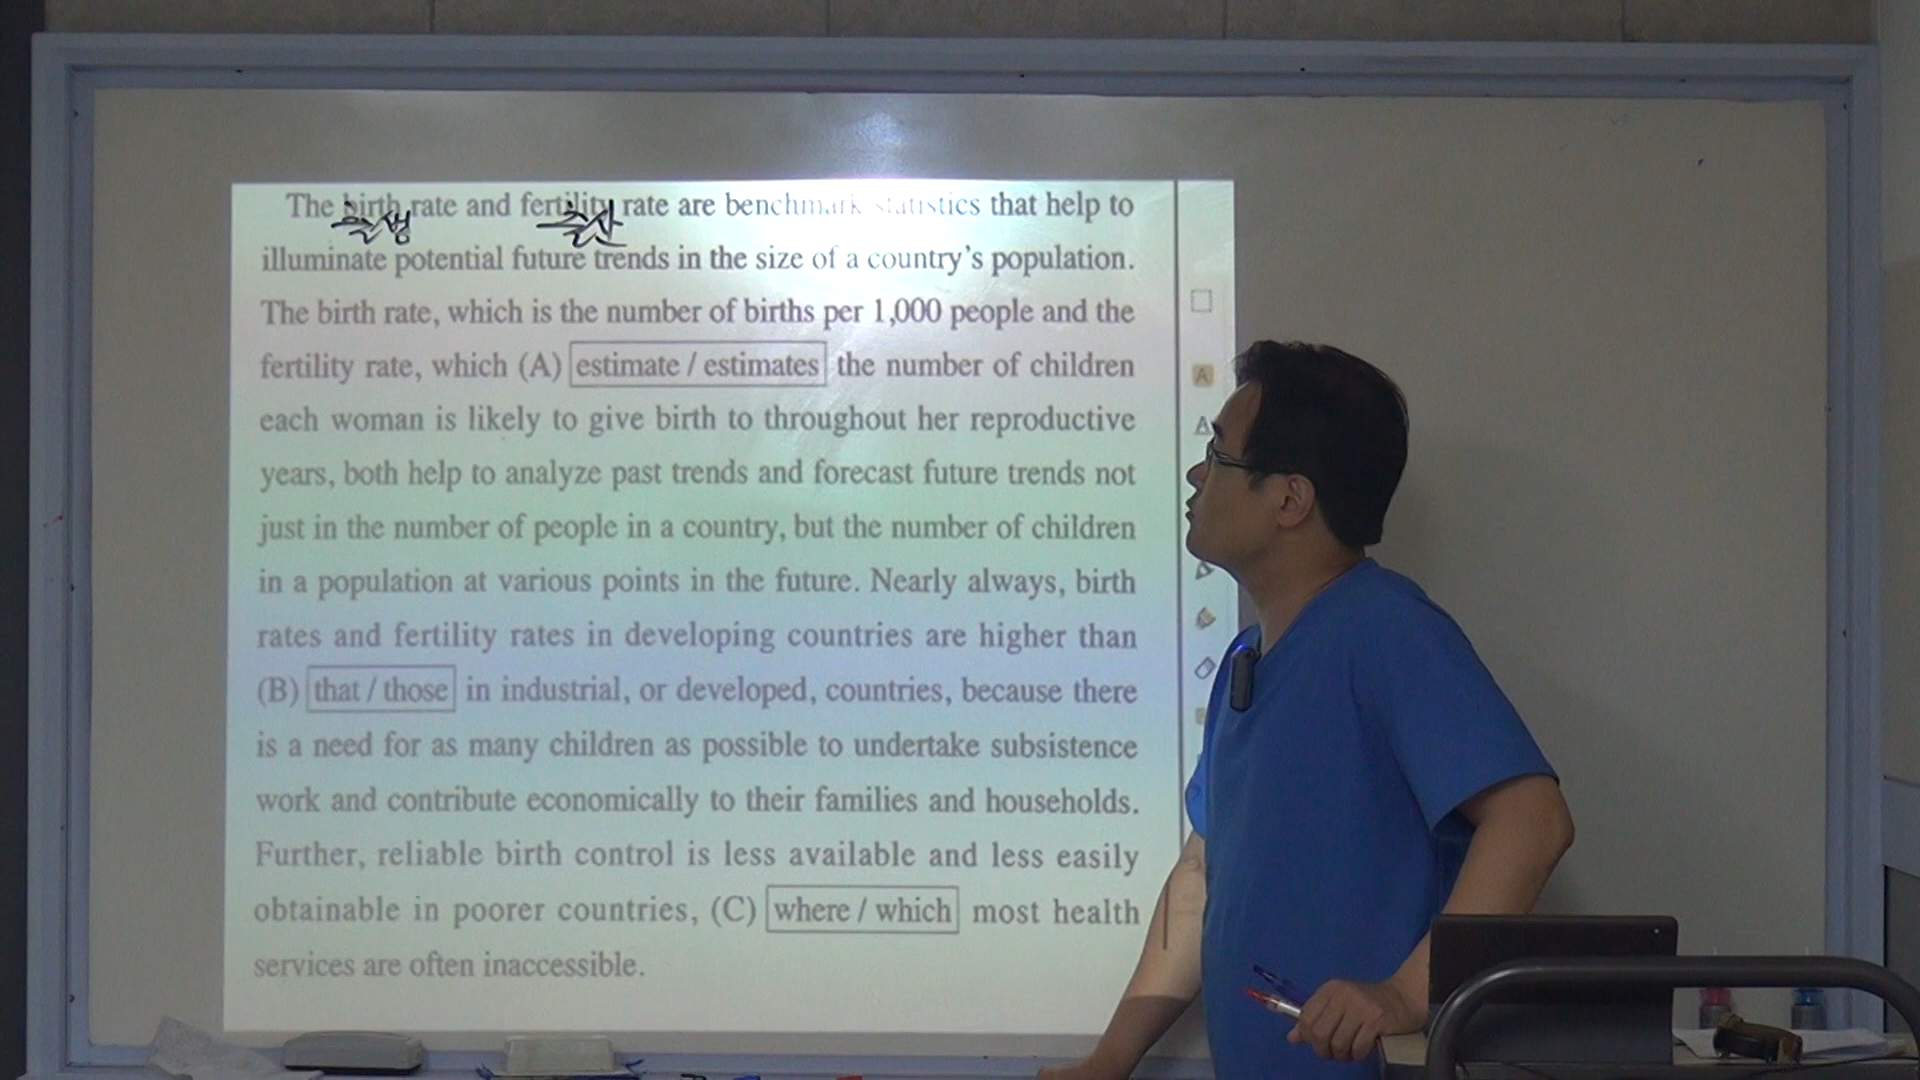 The birth rate and fertility rate are benchmark statistics that help to
출생 출산
illuminate potential future trends in the size of a country's population.
The birth rate, which is the number of births per 1,000 people and the
fertility rate, which (A) estimate / estimates the number of children
each woman is likely to give birth to throughout her reproductive
years, both help to analyze past trends and forecast future trends not
just in the number of people in a country, but the number of children
in a population at various points in the future. Nearly always, birth
rates and fertility rates in developing countries are higher than
(B) that / those in industrial, or developed, countries, because there
is a need for as many children as possible to undertake subsistence
work and contribute economically to their families and households.
Further, reliable birth control is less available and less easily
obtainable in poorer countries, (C) where / which most health
services are often inaccessible.
A
A